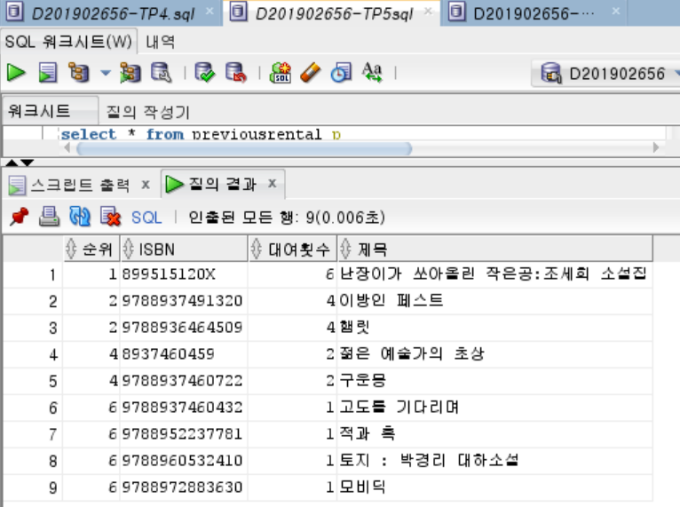 D201902656-TP4.sql × D201902656-TP5sql × D201902656-... ×
SQL 워크시트(W) 내역
D201902656
워크시트 질의 작성기
select * from previousrental p
스크립트 출력 × 질의 결과 ×
SQL | 인출된 모든 행: 9(0.006초)
순위 ISBN 대여횟수 제목
1 1 899515120X 6 난장이가 쏘아올린 작은공:조세희 소설집
2 2 9788937491320 4 이방인 페스트
3 2 9788936464509 4 햄릿
4 4 8937460459 2 젊은 예술가의 초상
5 4 9788937460722 2 구운몽
6 6 9788937460432 1 고도를 기다리며
7 6 9788952237781 1 적과 흑
8 6 9788960532410 1 토지 : 박경리 대하소설
9 6 9788972883630 1 모비딕